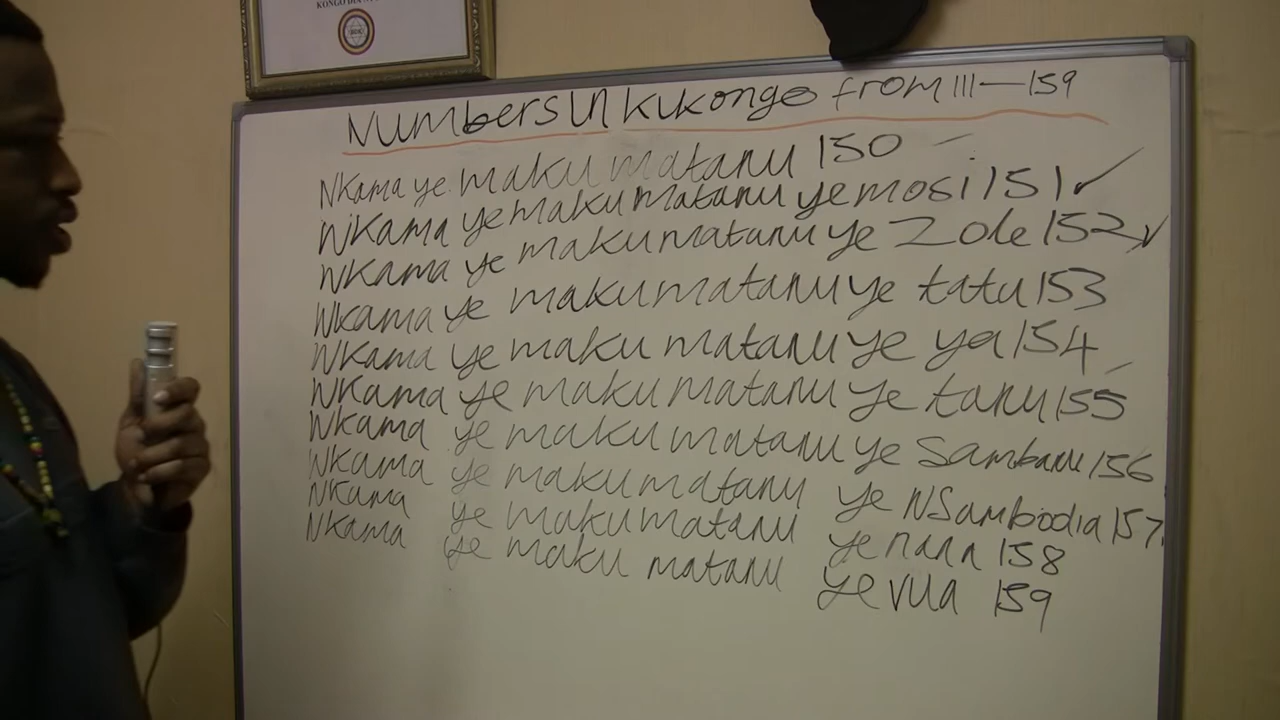 Numbers in kikongo from 111—159
Nkama ye maku matanu 150
Nkama ye maku matanu ye mosi 151
Nkama ye maku matanu ye Zole 152
Nkama ye maku matanu ye tatu 153
Nkama ye maku matanu ye ya 154
Nkama ye maku matanu ye tanu 155
Nkama ye maku matanu ye Sambanu 156
Nkama ye maku matanu ye NSambodia 157
Nkama ye maku matanu ye nana 158
Nkama ye maku matanu ye vua 159